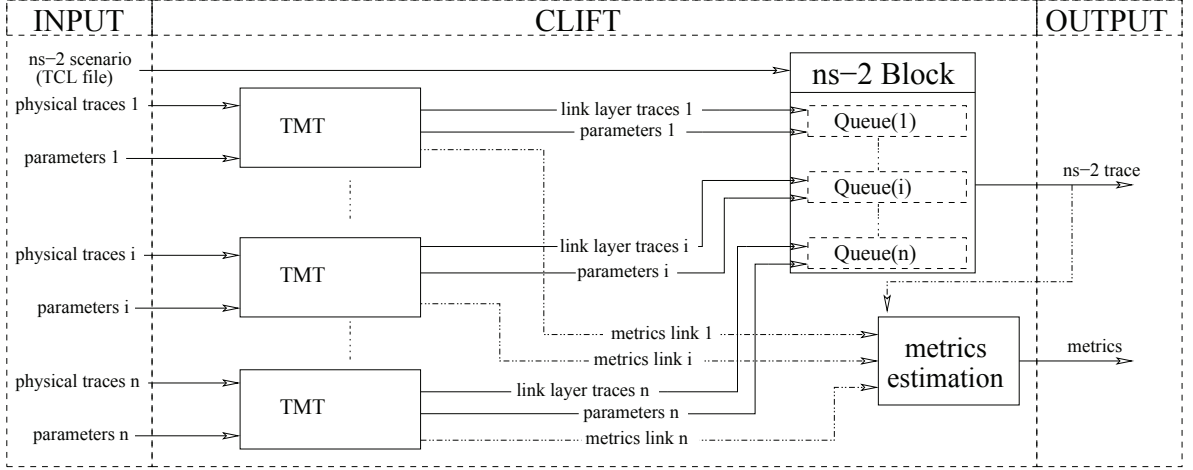 INPUT
CLIFT
OUTPUT
ns−2 scenario
(TCL file)
ns−2 Block
physical traces 1
parameters 1
TMT
link layer traces 1
parameters 1
Queue(1)
Queue(i)
Queue(n)
ns−2 trace
physical traces i
parameters i
TMT
link layer traces i
parameters i
metrics link 1
metrics link i
metrics
estimation
metrics
physical traces n
parameters n
TMT
link layer traces n
parameters n
metrics link n